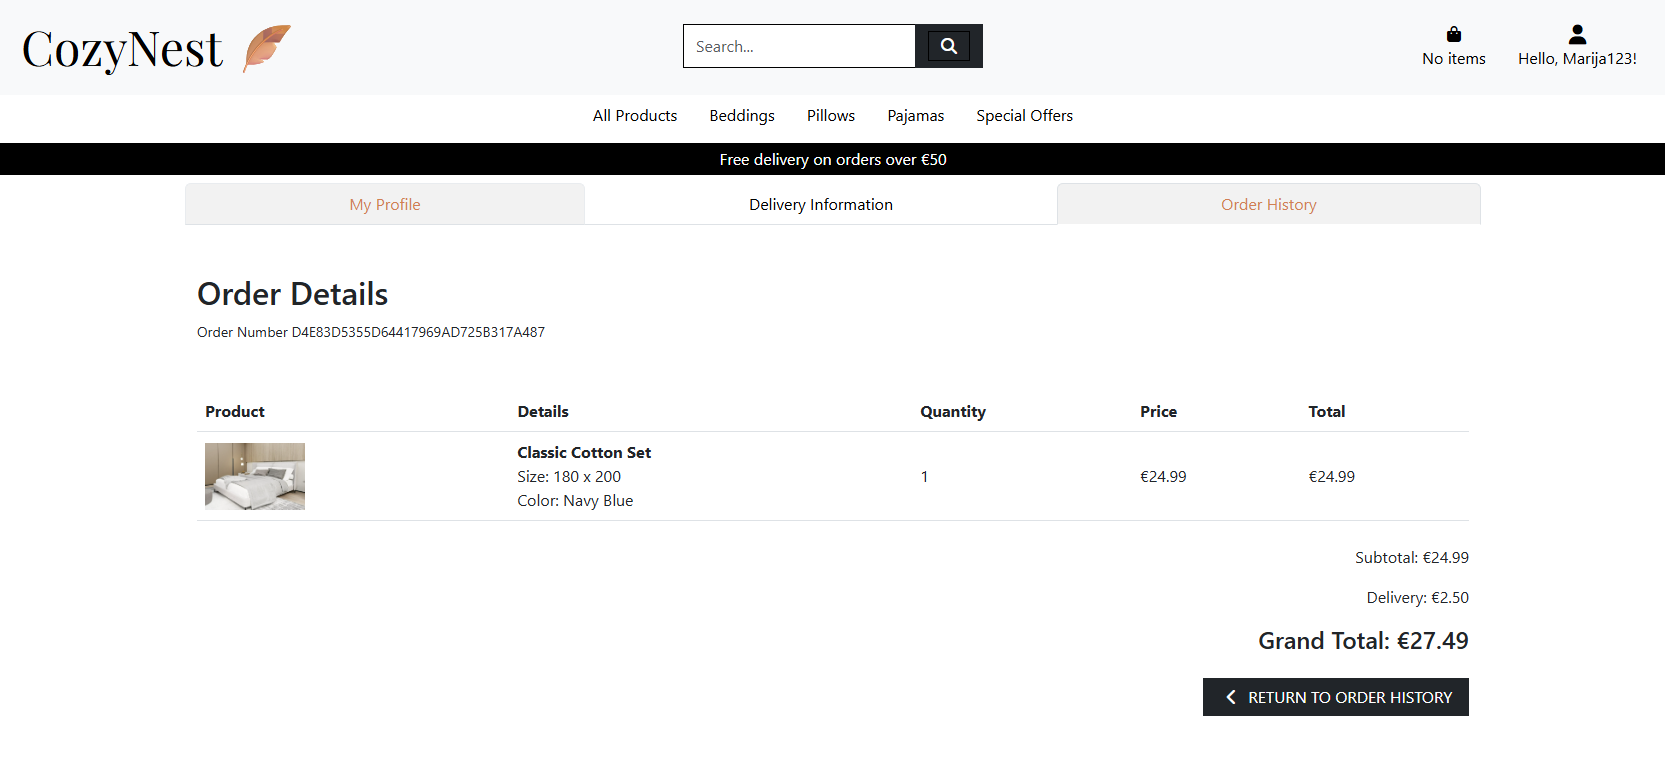 CozyNest
Search...
No items
Hello, Marija123!
All Products Beddings Pillows Pajamas Special Offers
Free delivery on orders over €50
My Profile Delivery Information Order History
Order Details
Order Number D4E83D5355D64417969AD725B317A487
Product Details Quantity Price Total
Classic Cotton Set
Size: 180 x 200 1 €24.99 €24.99
Color: Navy Blue
Subtotal: €24.99
Delivery: €2.50
Grand Total: €27.49
RETURN TO ORDER HISTORY